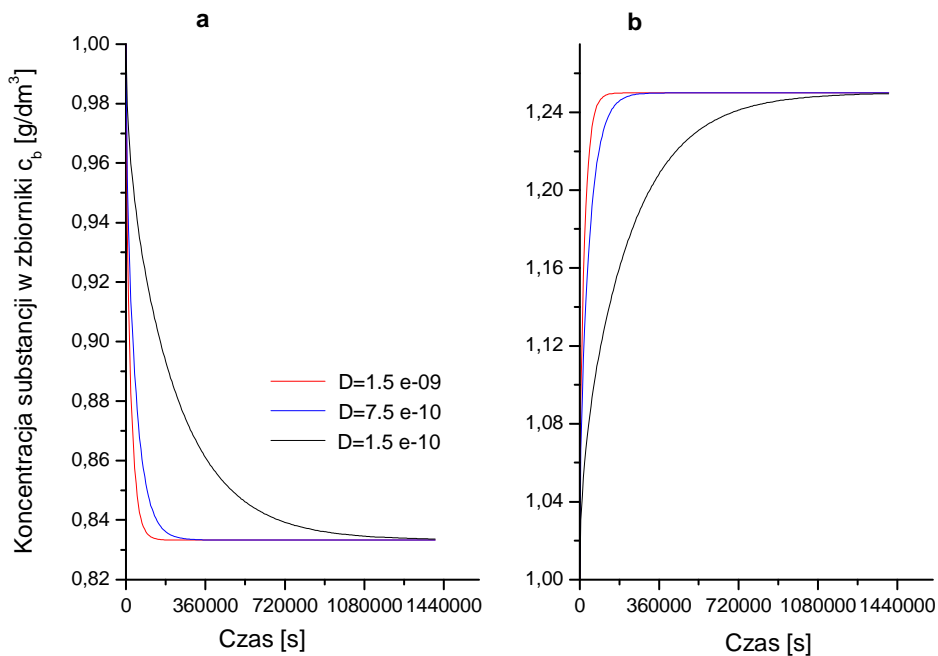 a
b
Koncentracja substancji w zbiorniki c_b [g/dm³]
1,00
0,98
0,96
0,94
0,92
0,90
0,88
0,86
0,84
0,82
0 360000 720000 1080000 1440000
Czas [s]
D=1.5 e-09
D=7.5 e-10
D=1.5 e-10
1,24
1,20
1,16
1,12
1,08
1,04
1,00
0 360000 720000 1080000 1440000
Czas [s]